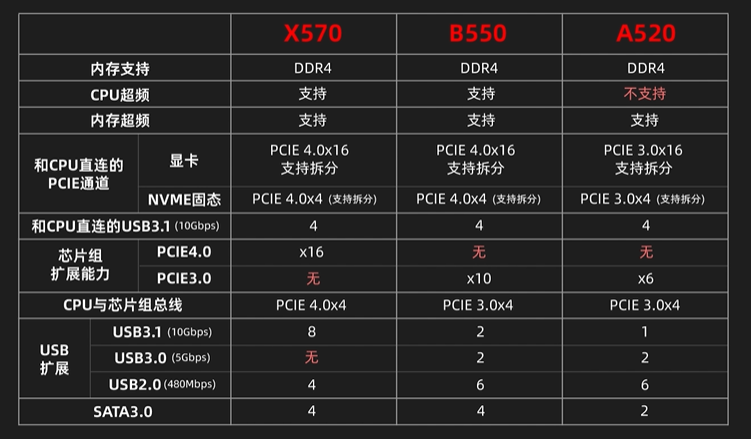 X570 B550 A520
内存支持 DDR4 DDR4 DDR4
CPU超频 支持 支持 不支持
内存超频 支持 支持 支持
和CPU直连的
PCIE通道
显卡
PCIE 4.0x16
支持拆分
PCIE 4.0x16
支持拆分
PCIE 3.0x16
支持拆分
NVME固态 PCIE 4.0x4 (支持拆分) PCIE 4.0x4 (支持拆分) PCIE 3.0x4 (支持拆分)
和CPU直连的USB3.1 (10Gbps) 4 4 4
芯片组
扩展能力
PCIE4.0 x16 无 无
PCIE3.0 无 x10 x6
CPU与芯片组总线 PCIE 4.0x4 PCIE 3.0x4 PCIE 3.0x4
USB
扩展
USB3.1 (10Gbps) 8 2 1
USB3.0 (5Gbps) 无 2 2
USB2.0 (480Mbps) 4 6 6
SATA3.0 4 4 2